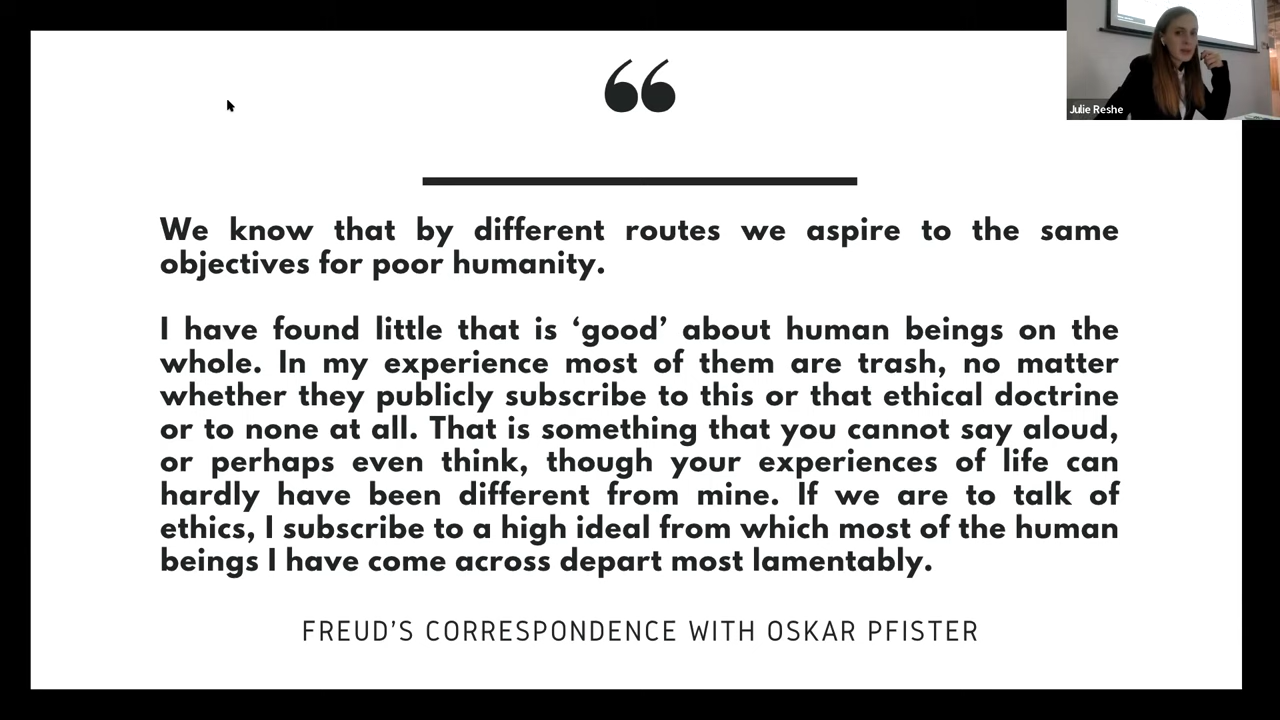 Julie Reshe
“
We know that by different routes we aspire to the same
objectives for poor humanity.
I have found little that is ‘good’ about human beings on the
whole. In my experience most of them are trash, no matter
whether they publicly subscribe to this or that ethical doctrine
or to none at all. That is something that you cannot say aloud,
or perhaps even think, though your experiences of life can
hardly have been different from mine. If we are to talk of
ethics, I subscribe to a high ideal from which most of the human
beings I have come across depart most lamentably.
FREUD’S CORRESPONDENCE WITH OSKAR PFISTER